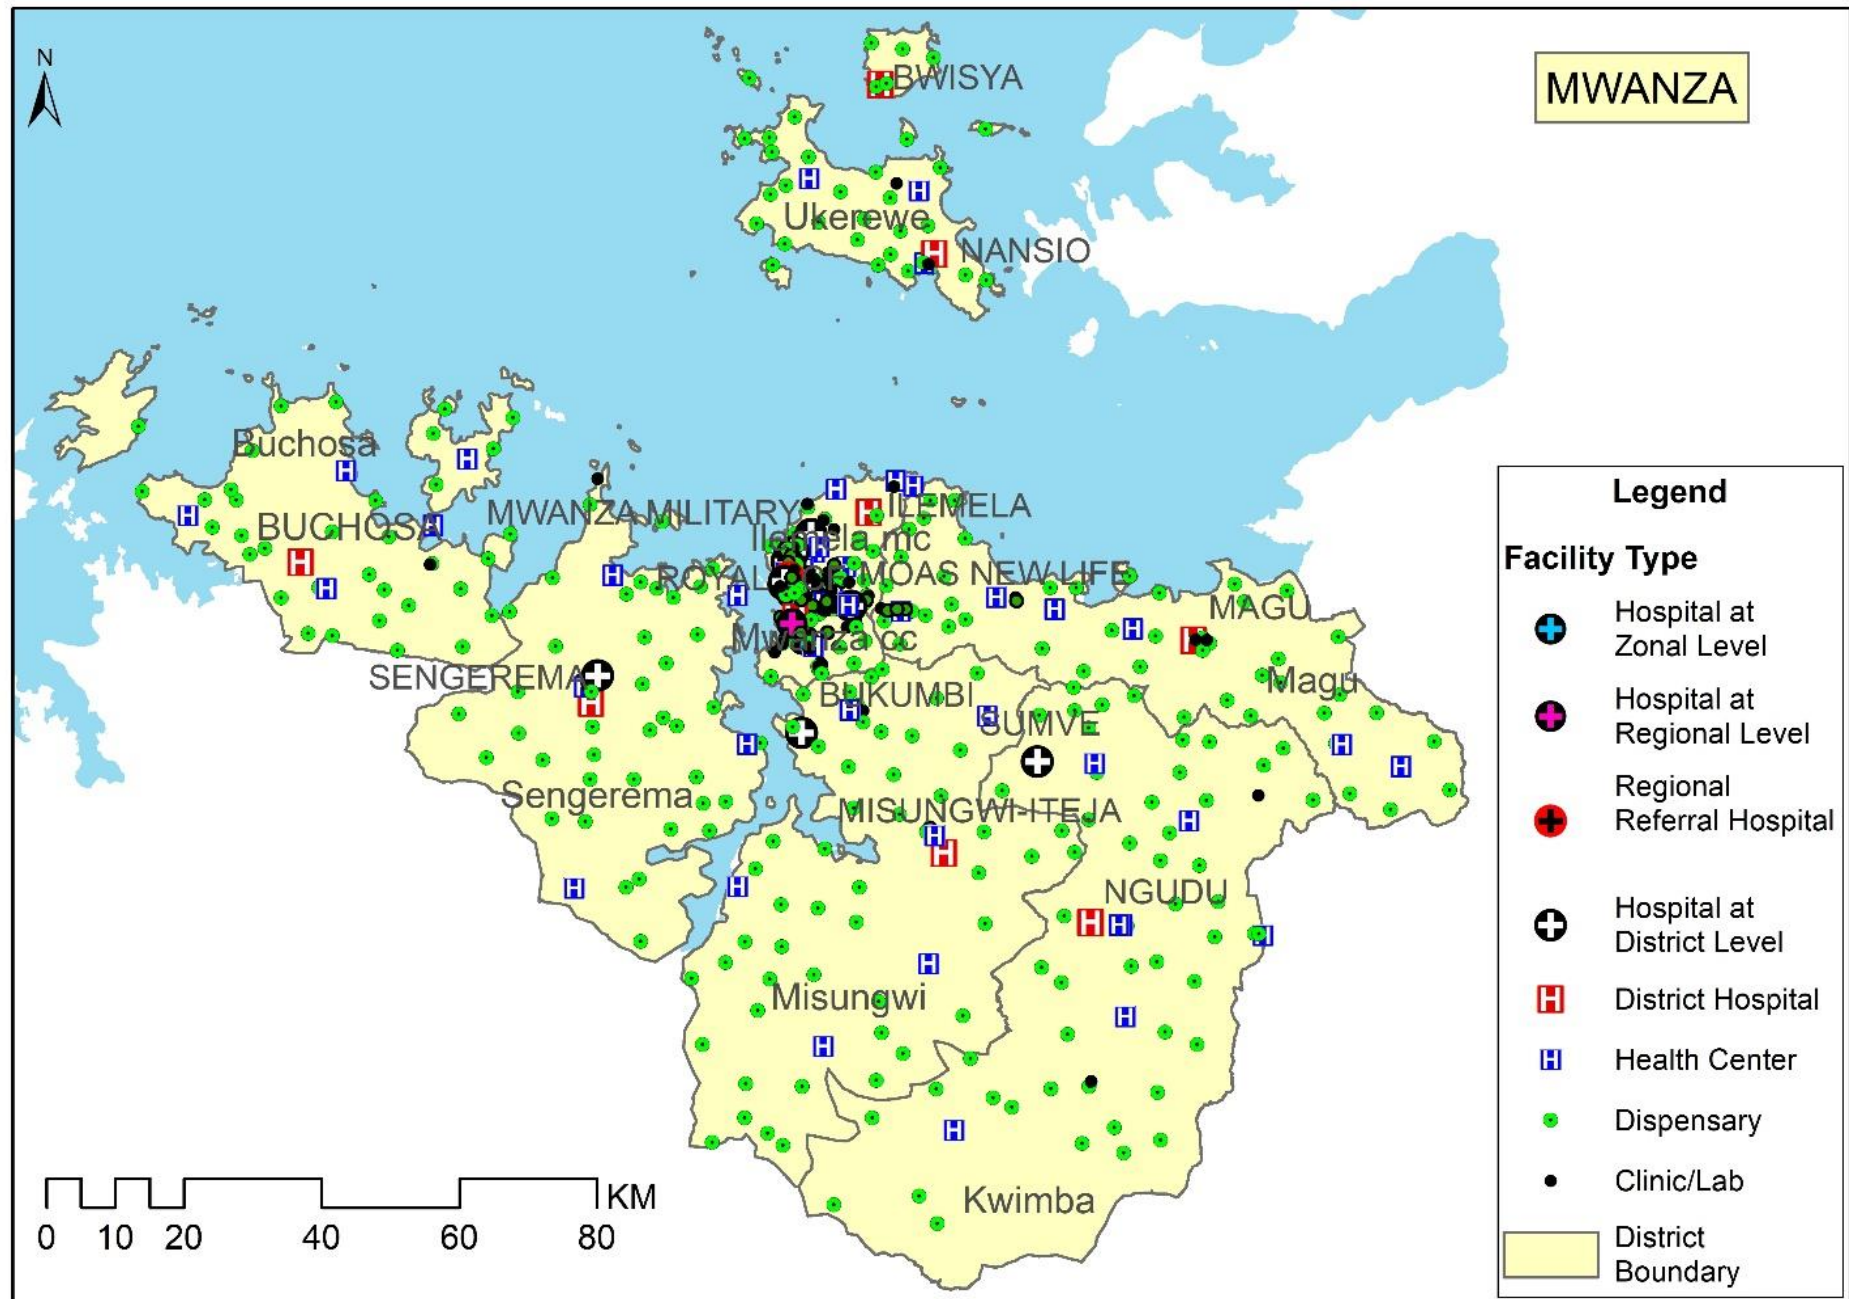 N
MWANZA
BWISYA
Ukerewe
NANSIO
Buchosa
BUCHOSA
MWANZA MILITARY
ILEMELA
Ilemela mc
ROYAL
MOAS NEW LIFE
MAGU
Mwanza cc
SENGEREMA
BUKUMBI
Magu
SUMVE
Sengerema
MISUNGWI-ITEJA
NGUDU
Misungwi
Kwimba
KM
0 10 20 40 60 80
Legend
Facility Type
Hospital at
Zonal Level
Hospital at
Regional Level
Regional
Referral Hospital
Hospital at
District Level
District Hospital
Health Center
Dispensary
Clinic/Lab
District
Boundary